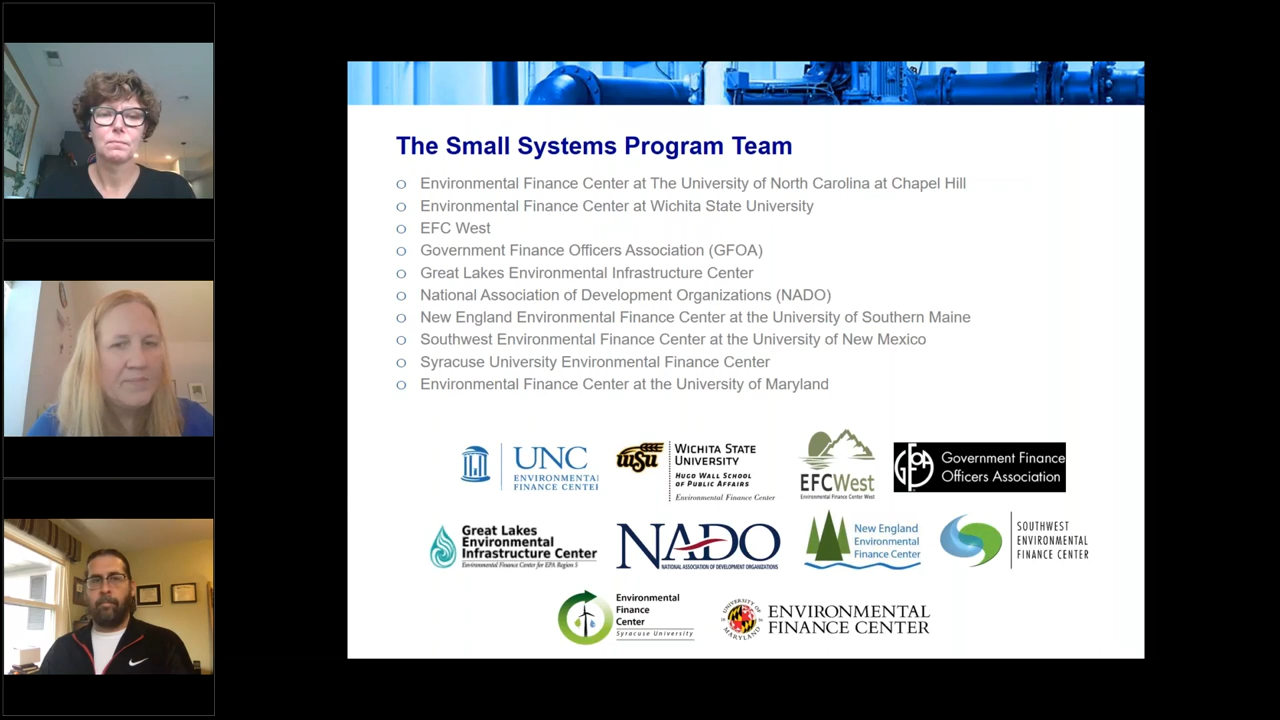 The Small Systems Program Team
Environmental Finance Center at The University of North Carolina at Chapel Hill
Environmental Finance Center at Wichita State University
EFC West
Government Finance Officers Association (GFOA)
Great Lakes Environmental Infrastructure Center
National Association of Development Organizations (NADO)
New England Environmental Finance Center at the University of Southern Maine
Southwest Environmental Finance Center at the University of New Mexico
Syracuse University Environmental Finance Center
Environmental Finance Center at the University of Maryland
UNC
ENVIRONMENTAL
FINANCE CENTER
WSU
WICHITA STATE
UNIVERSITY
HUGO WALL SCHOOL
OF PUBLIC AFFAIRS
Environmental Finance Center
EFCWest
Environmental Finance Center West
GFOA
Government Finance
Officers Association
Great Lakes
Environmental
Infrastructure Center
Environmental Finance Center for EPA Region 5
NADO
NATIONAL ASSOCIATION OF DEVELOPMENT ORGANIZATIONS
New England
Environmental
Finance Center
SOUTHWEST
ENVIRONMENTAL
FINANCE CENTER
Environmental
Finance
Center
Syracuse University
UNIVERSITY OF
MARYLAND
ENVIRONMENTAL
FINANCE CENTER